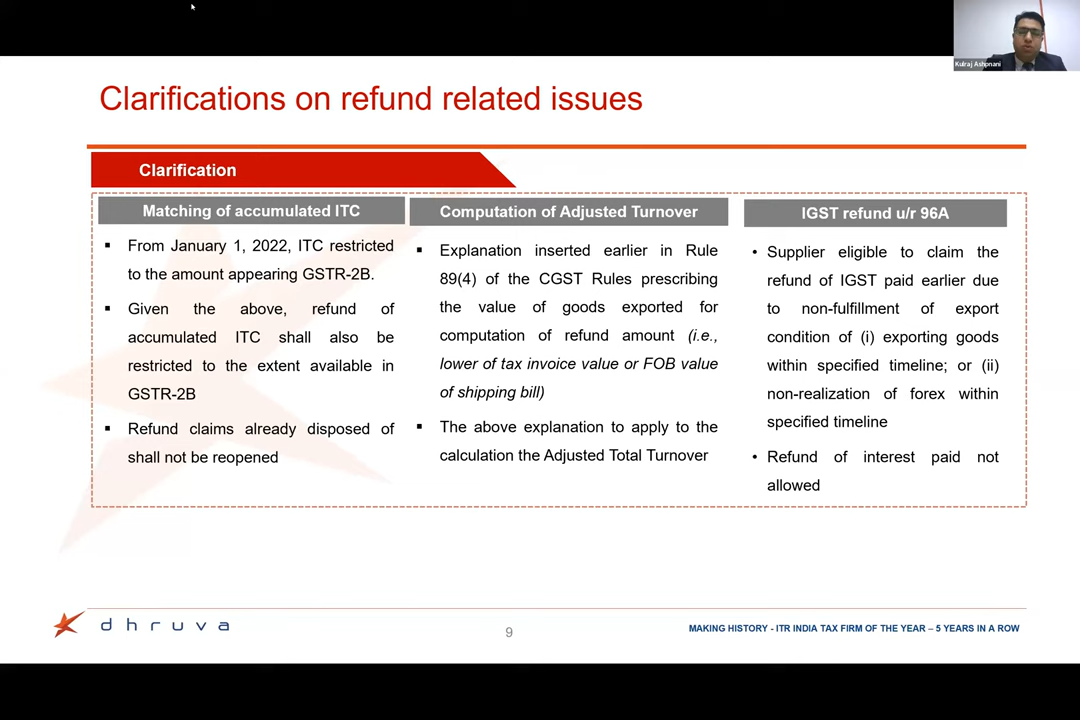 Kulraj Ashpnani
Clarifications on refund related issues
Clarification
Matching of accumulated ITC
From January 1, 2022, ITC restricted
to the amount appearing GSTR-2B.
Given the above, refund of
accumulated ITC shall also be
restricted to the extent available in
GSTR-2B
Refund claims already disposed of
shall not be reopened
Computation of Adjusted Turnover
Explanation inserted earlier in Rule
89(4) of the CGST Rules prescribing
the value of goods exported for
computation of refund amount (i.e.,
lower of tax invoice value or FOB value
of shipping bill)
The above explanation to apply to the
calculation the Adjusted Total Turnover
IGST refund u/r 96A
Supplier eligible to claim the
refund of IGST paid earlier due
to non-fulfillment of export
condition of (i) exporting goods
within specified timeline; or (ii)
non-realization of forex within
specified timeline
Refund of interest paid not
allowed
dhruva
9
MAKING HISTORY - ITR INDIA TAX FIRM OF THE YEAR – 5 YEARS IN A ROW